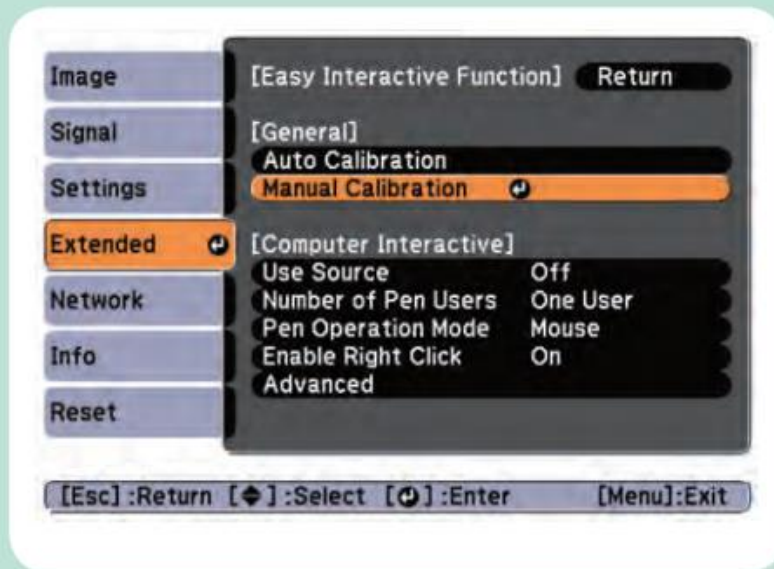 Image
Signal
Settings
Extended
Network
Info
Reset
[Easy Interactive Function] Return
[General]
Auto Calibration
Manual Calibration
[Computer Interactive]
Use Source Off
Number of Pen Users One User
Pen Operation Mode Mouse
Enable Right Click On
Advanced
[Esc] :Return [◆] :Select [⏎] :Enter [Menu]:Exit